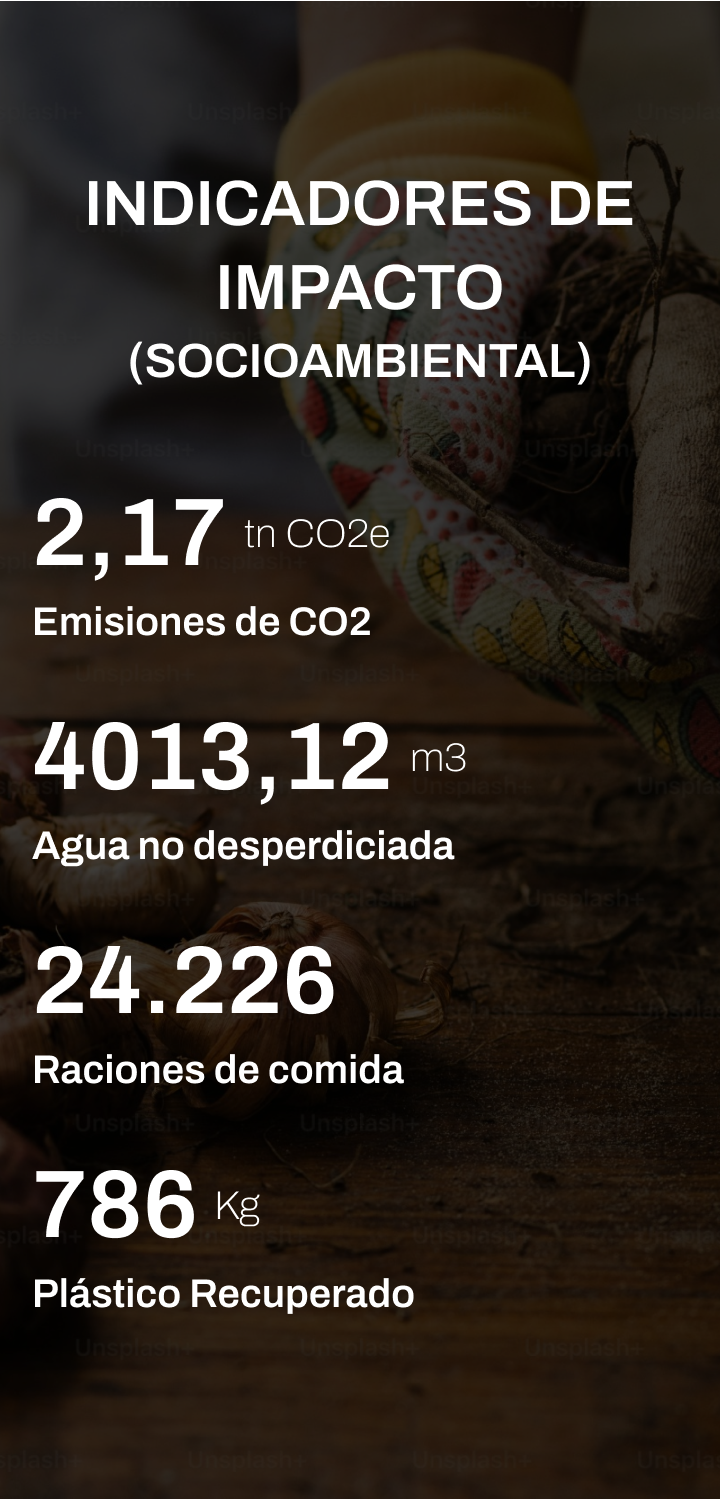 INDICADORES DE
IMPACTO
(SOCIOAMBIENTAL)
2,17 tn CO2e
Emisiones de CO2
4013,12 m3
Agua no desperdiciada
24.226
Raciones de comida
786 Kg
Plástico Recuperado